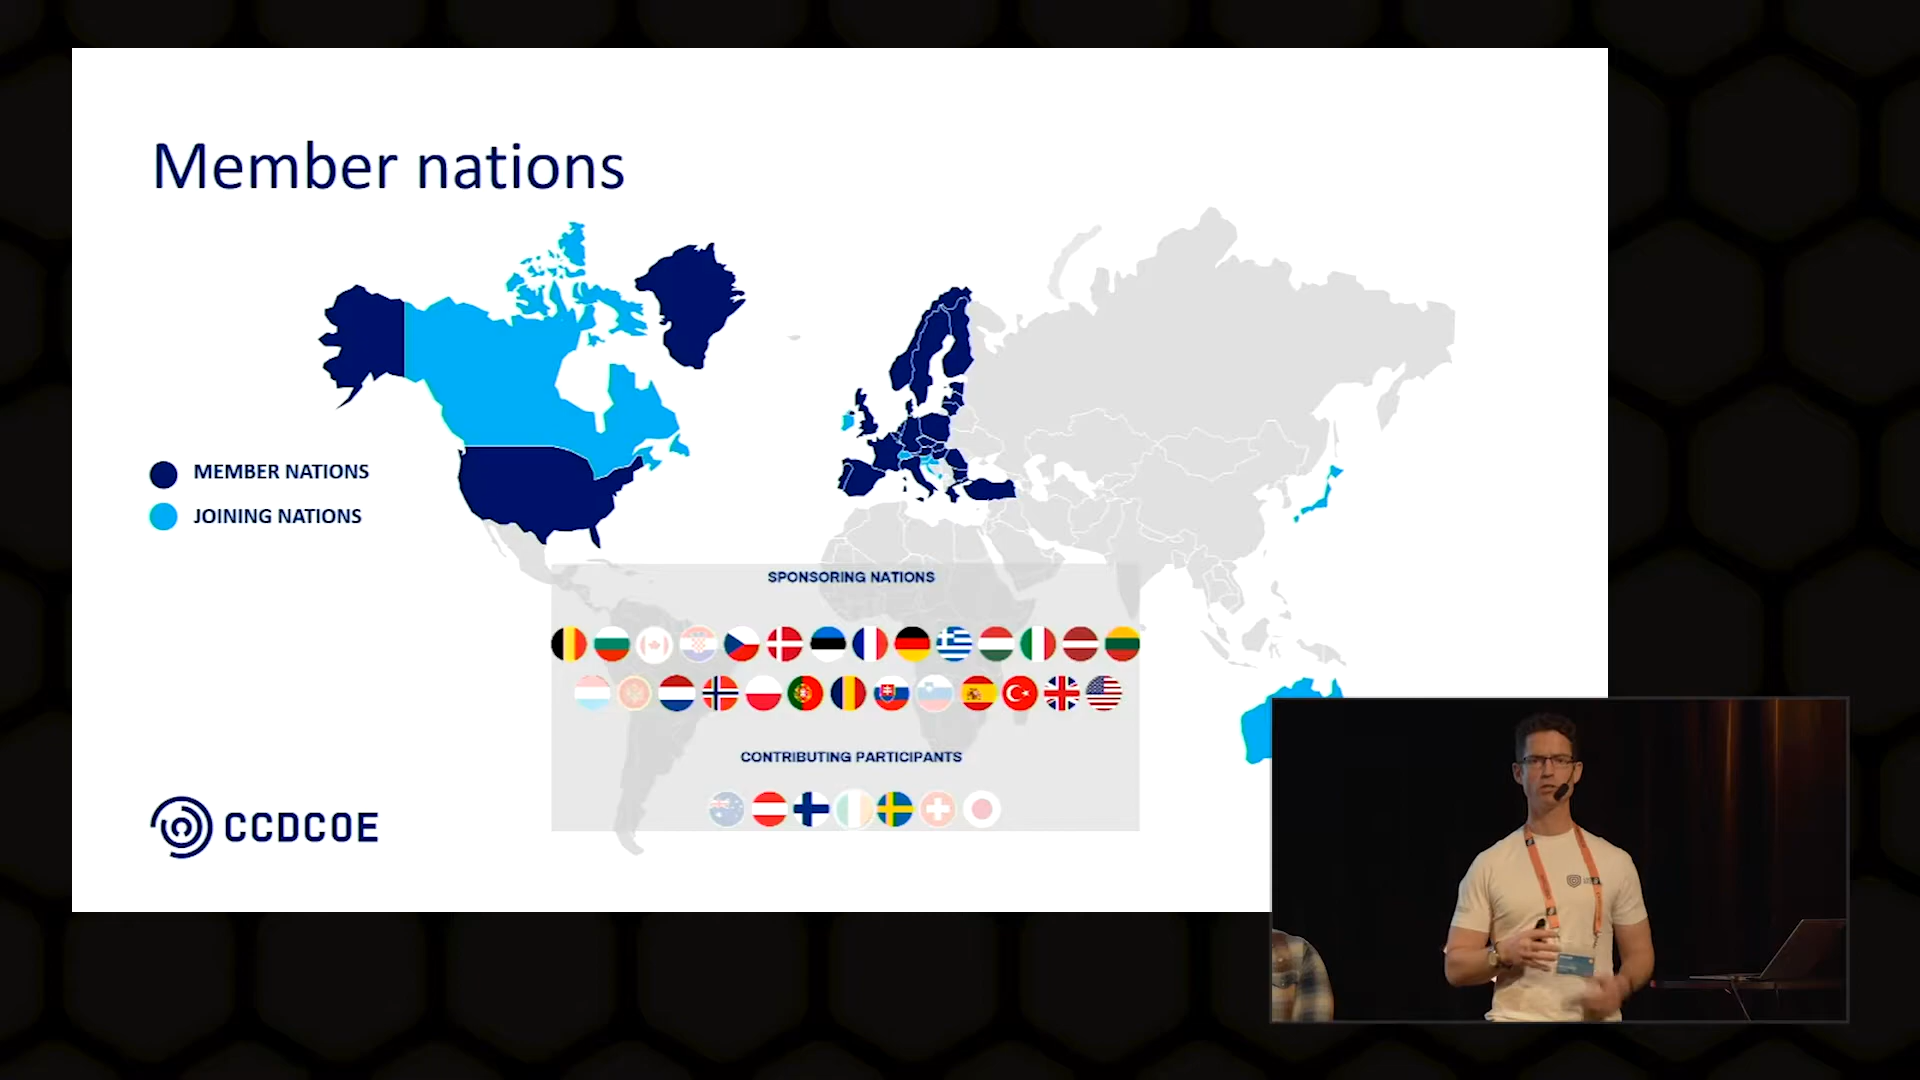 Member nations
MEMBER NATIONS
JOINING NATIONS
SPONSORING NATIONS
CONTRIBUTING PARTICIPANTS
CCDCOE